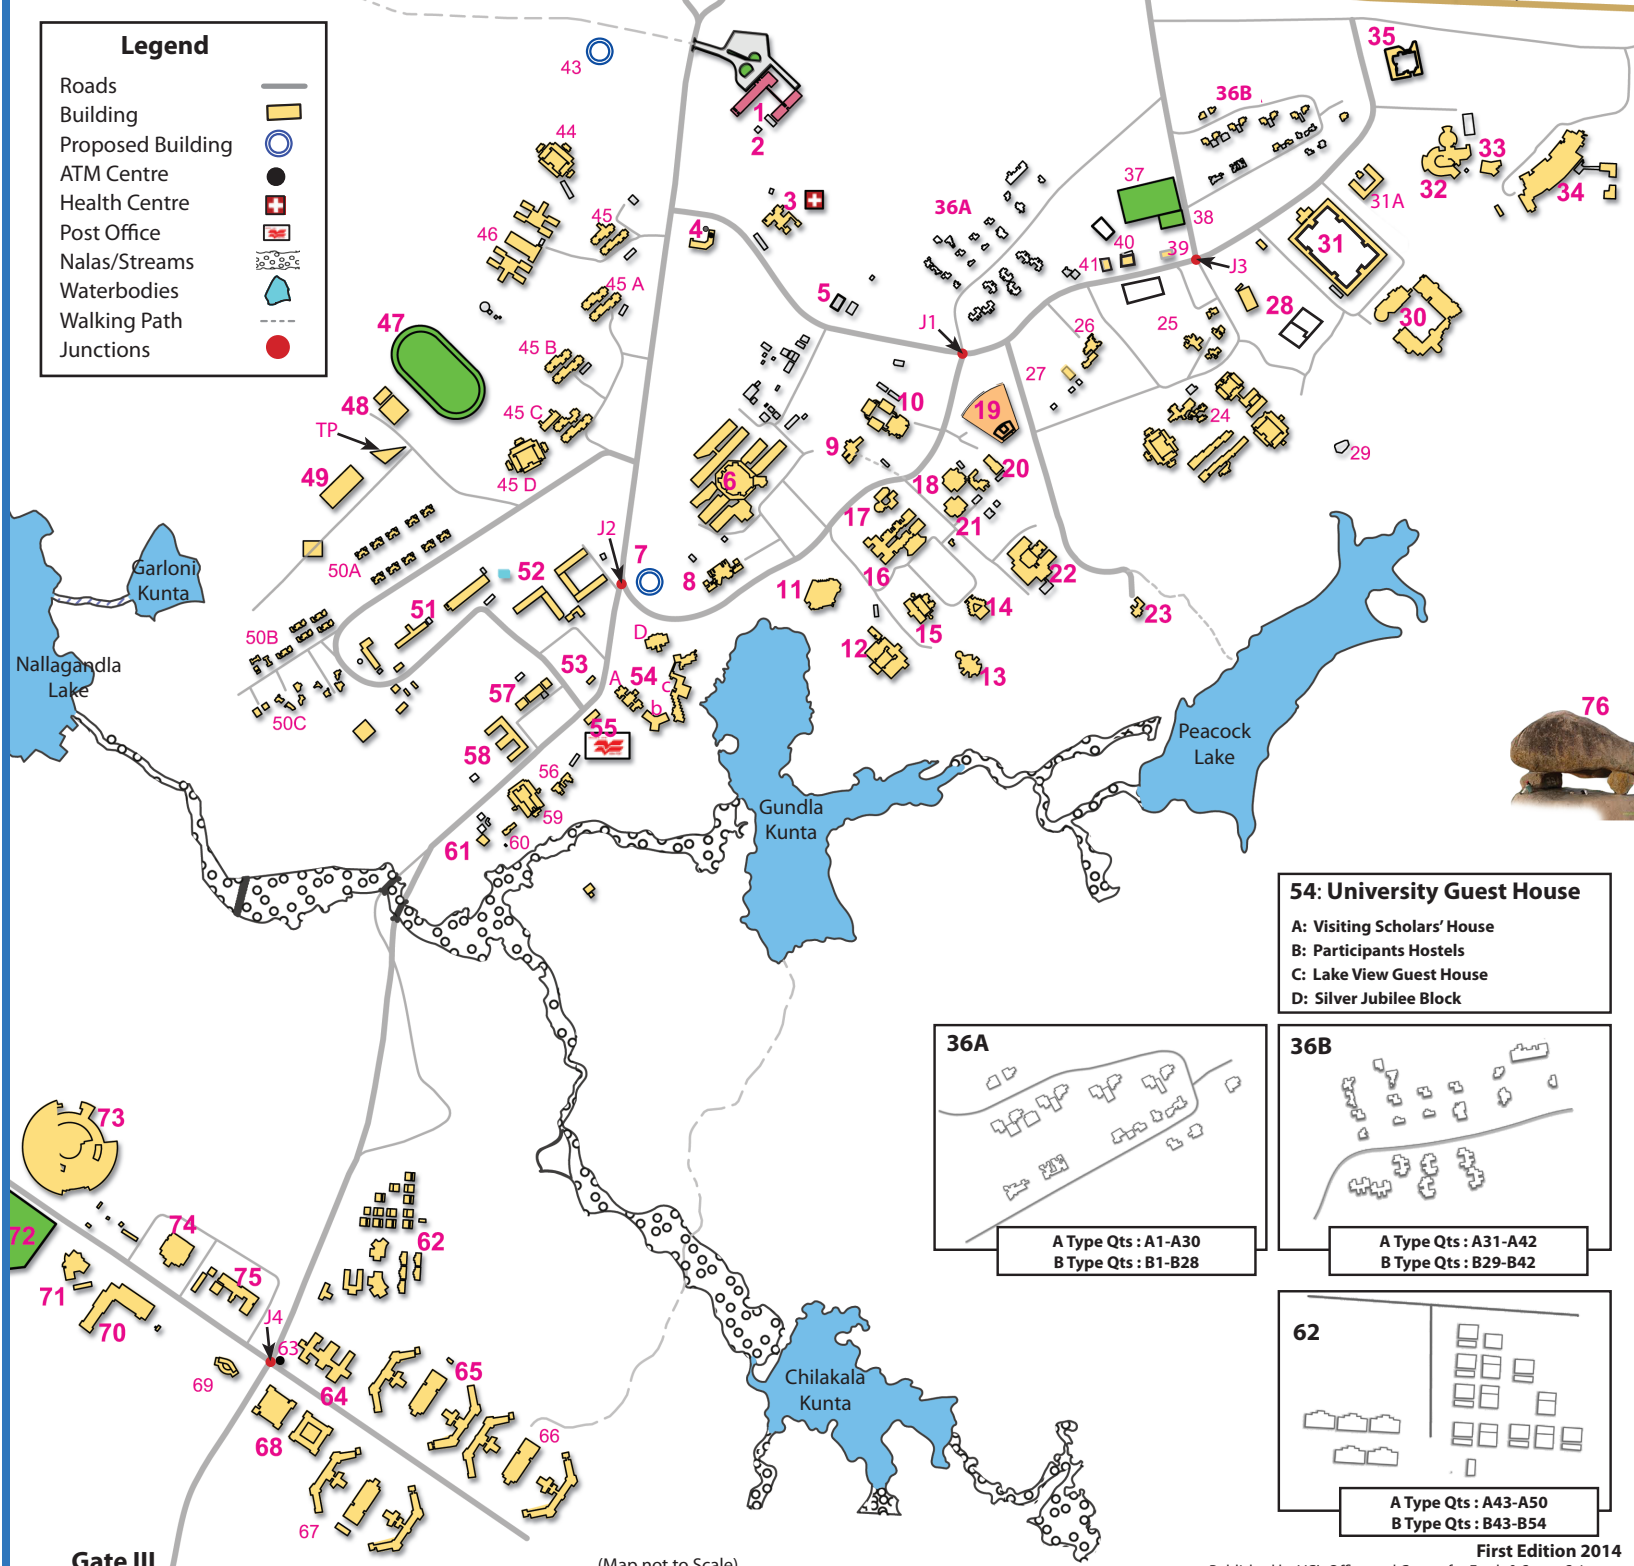 Legend
Roads
Building
Proposed Building
ATM Centre
Health Centre
Post Office
Nalas/Streams
Waterbodies
Walking Path
Junctions
43
44
45
46
45 A
45 B
45 C
45 D
47
48
TP
49
50A
50B
50C
51
52
J2
7
1
2
3
4
5
6
8
9
10
J1
11
12
13
14
15
16
17
18
19
20
21
22
23
24
25
26
27
28
29
30
31
31A
32
33
34
35
36A
36B
37
38
39
40
41
J3
53
54
A
b
c
D
55
56
57
58
59
60
61
Garloni
Kunta
Nallagandla
Lake
Gundla
Kunta
Peacock
Lake
76
54: University Guest House
A: Visiting Scholars' House
B: Participants Hostels
C: Lake View Guest House
D: Silver Jubilee Block
36A
A Type Qts : A1-A30
B Type Qts : B1-B28
36B
A Type Qts : A31-A42
B Type Qts : B29-B42
62
A Type Qts : A43-A50
B Type Qts : B43-B54
73
72
74
75
71
70
J4
63
62
69
64
65
66
67
68
Chilakala
Kunta
Gate III
(Map not to Scale)
First Edition 2014